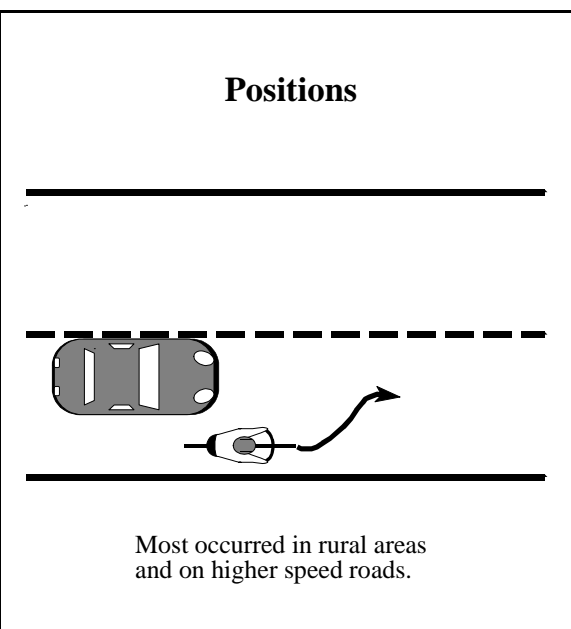 Positions
Most occurred in rural areas
and on higher speed roads.